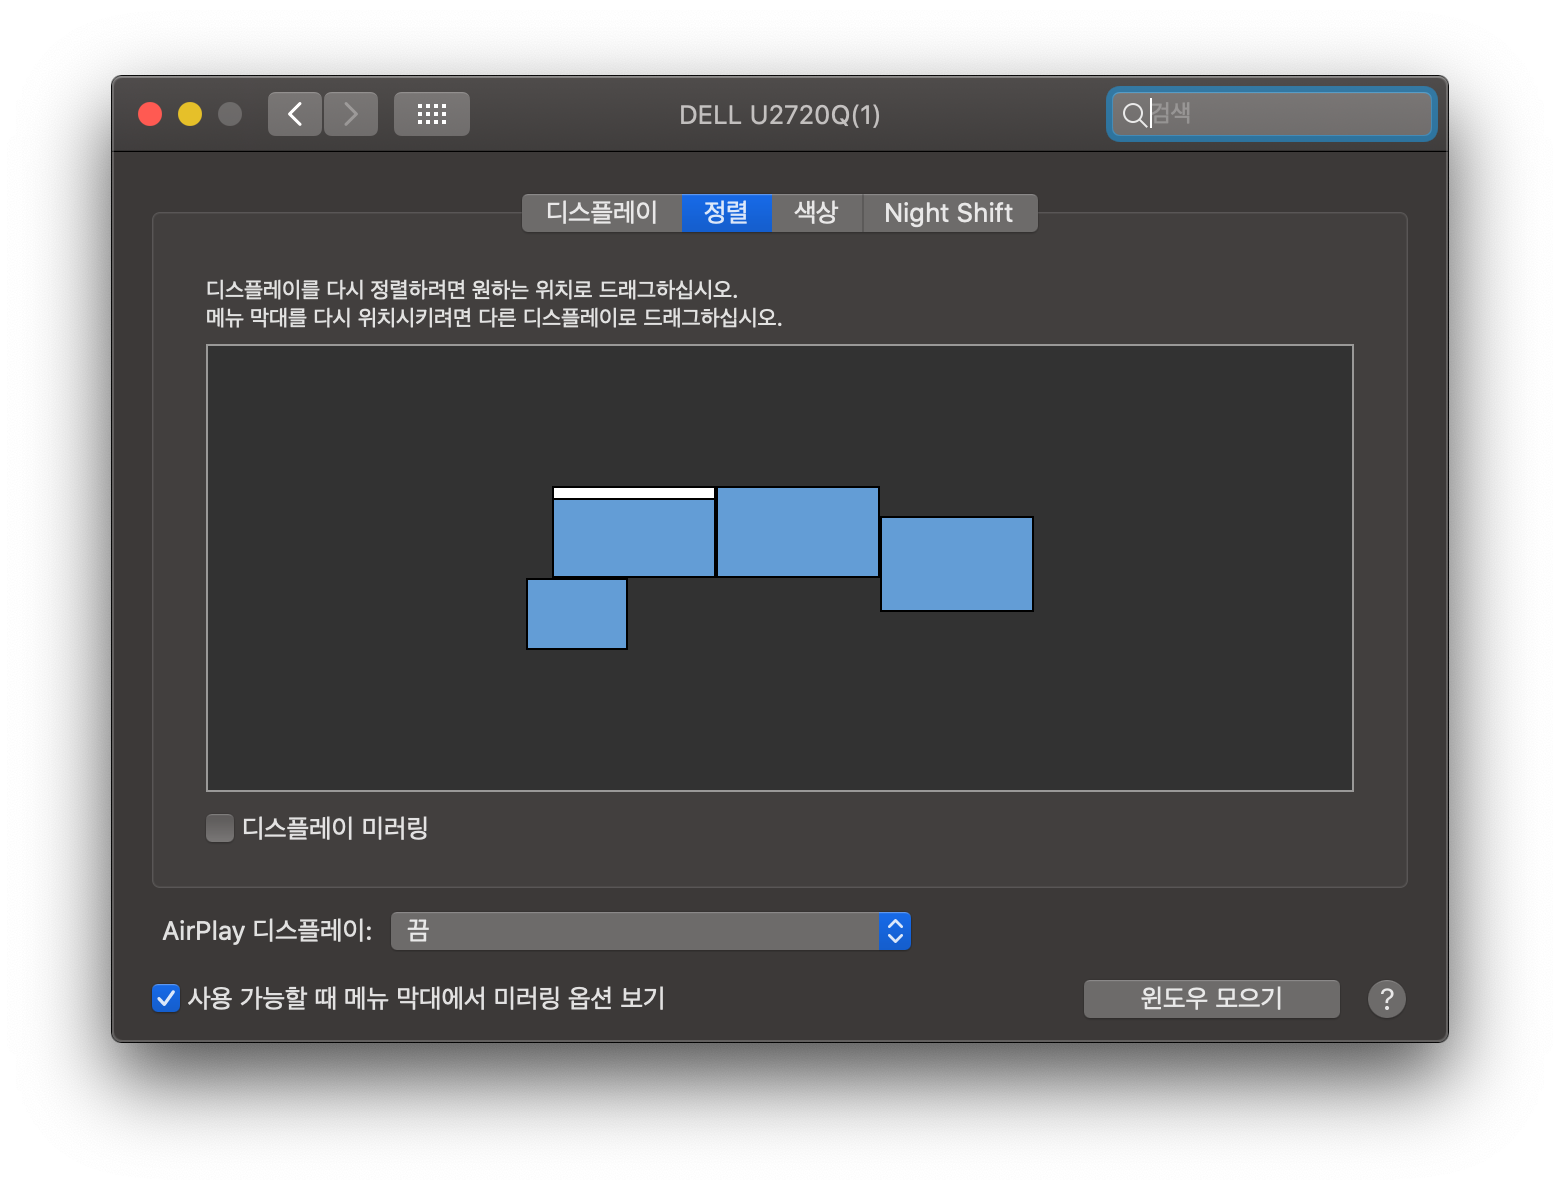 DELL U2720Q(1)
검색
디스플레이 정렬 색상 Night Shift
디스플레이를 다시 정렬하려면 원하는 위치로 드래그하십시오.
메뉴 막대를 다시 위치시키려면 다른 디스플레이로 드래그하십시오.
디스플레이 미러링
AirPlay 디스플레이: 끔
사용 가능할 때 메뉴 막대에서 미러링 옵션 보기
윈도우 모으기 ?